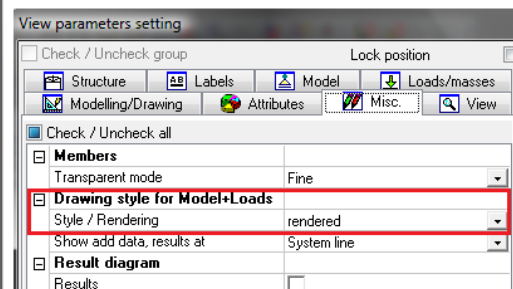 View parameters setting
Check / Uncheck group Lock position
Structure Labels Model Loads/masses
Modelling/Drawing Attributes Misc. View
Check / Uncheck all
Members
Transparent mode Fine
Drawing style for Model+Loads
Style / Rendering rendered
Show add data, results at System line
Result diagram
Results